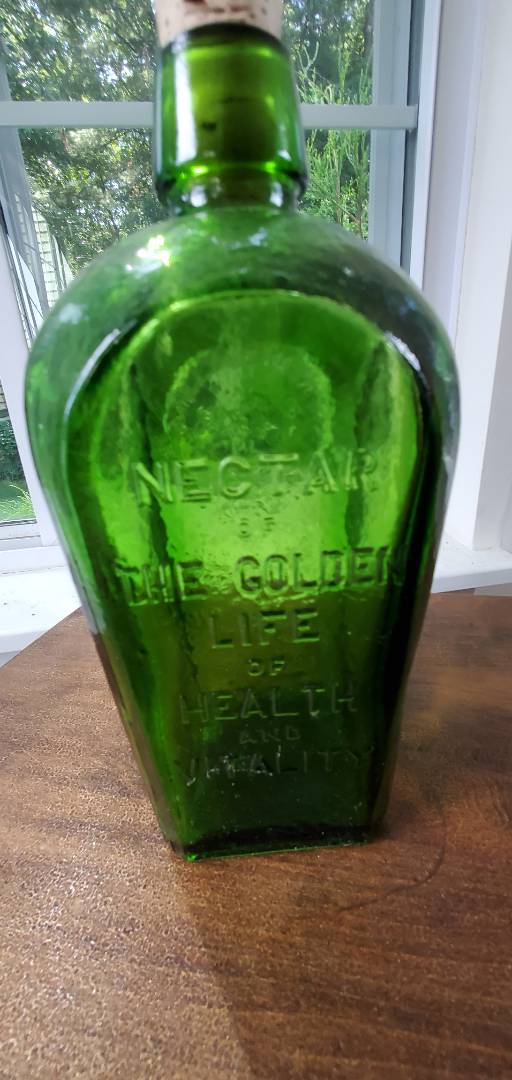 NECTAR
OF
THE GOLDEN
LIFE
OF
HEALTH
AND
VITALITY